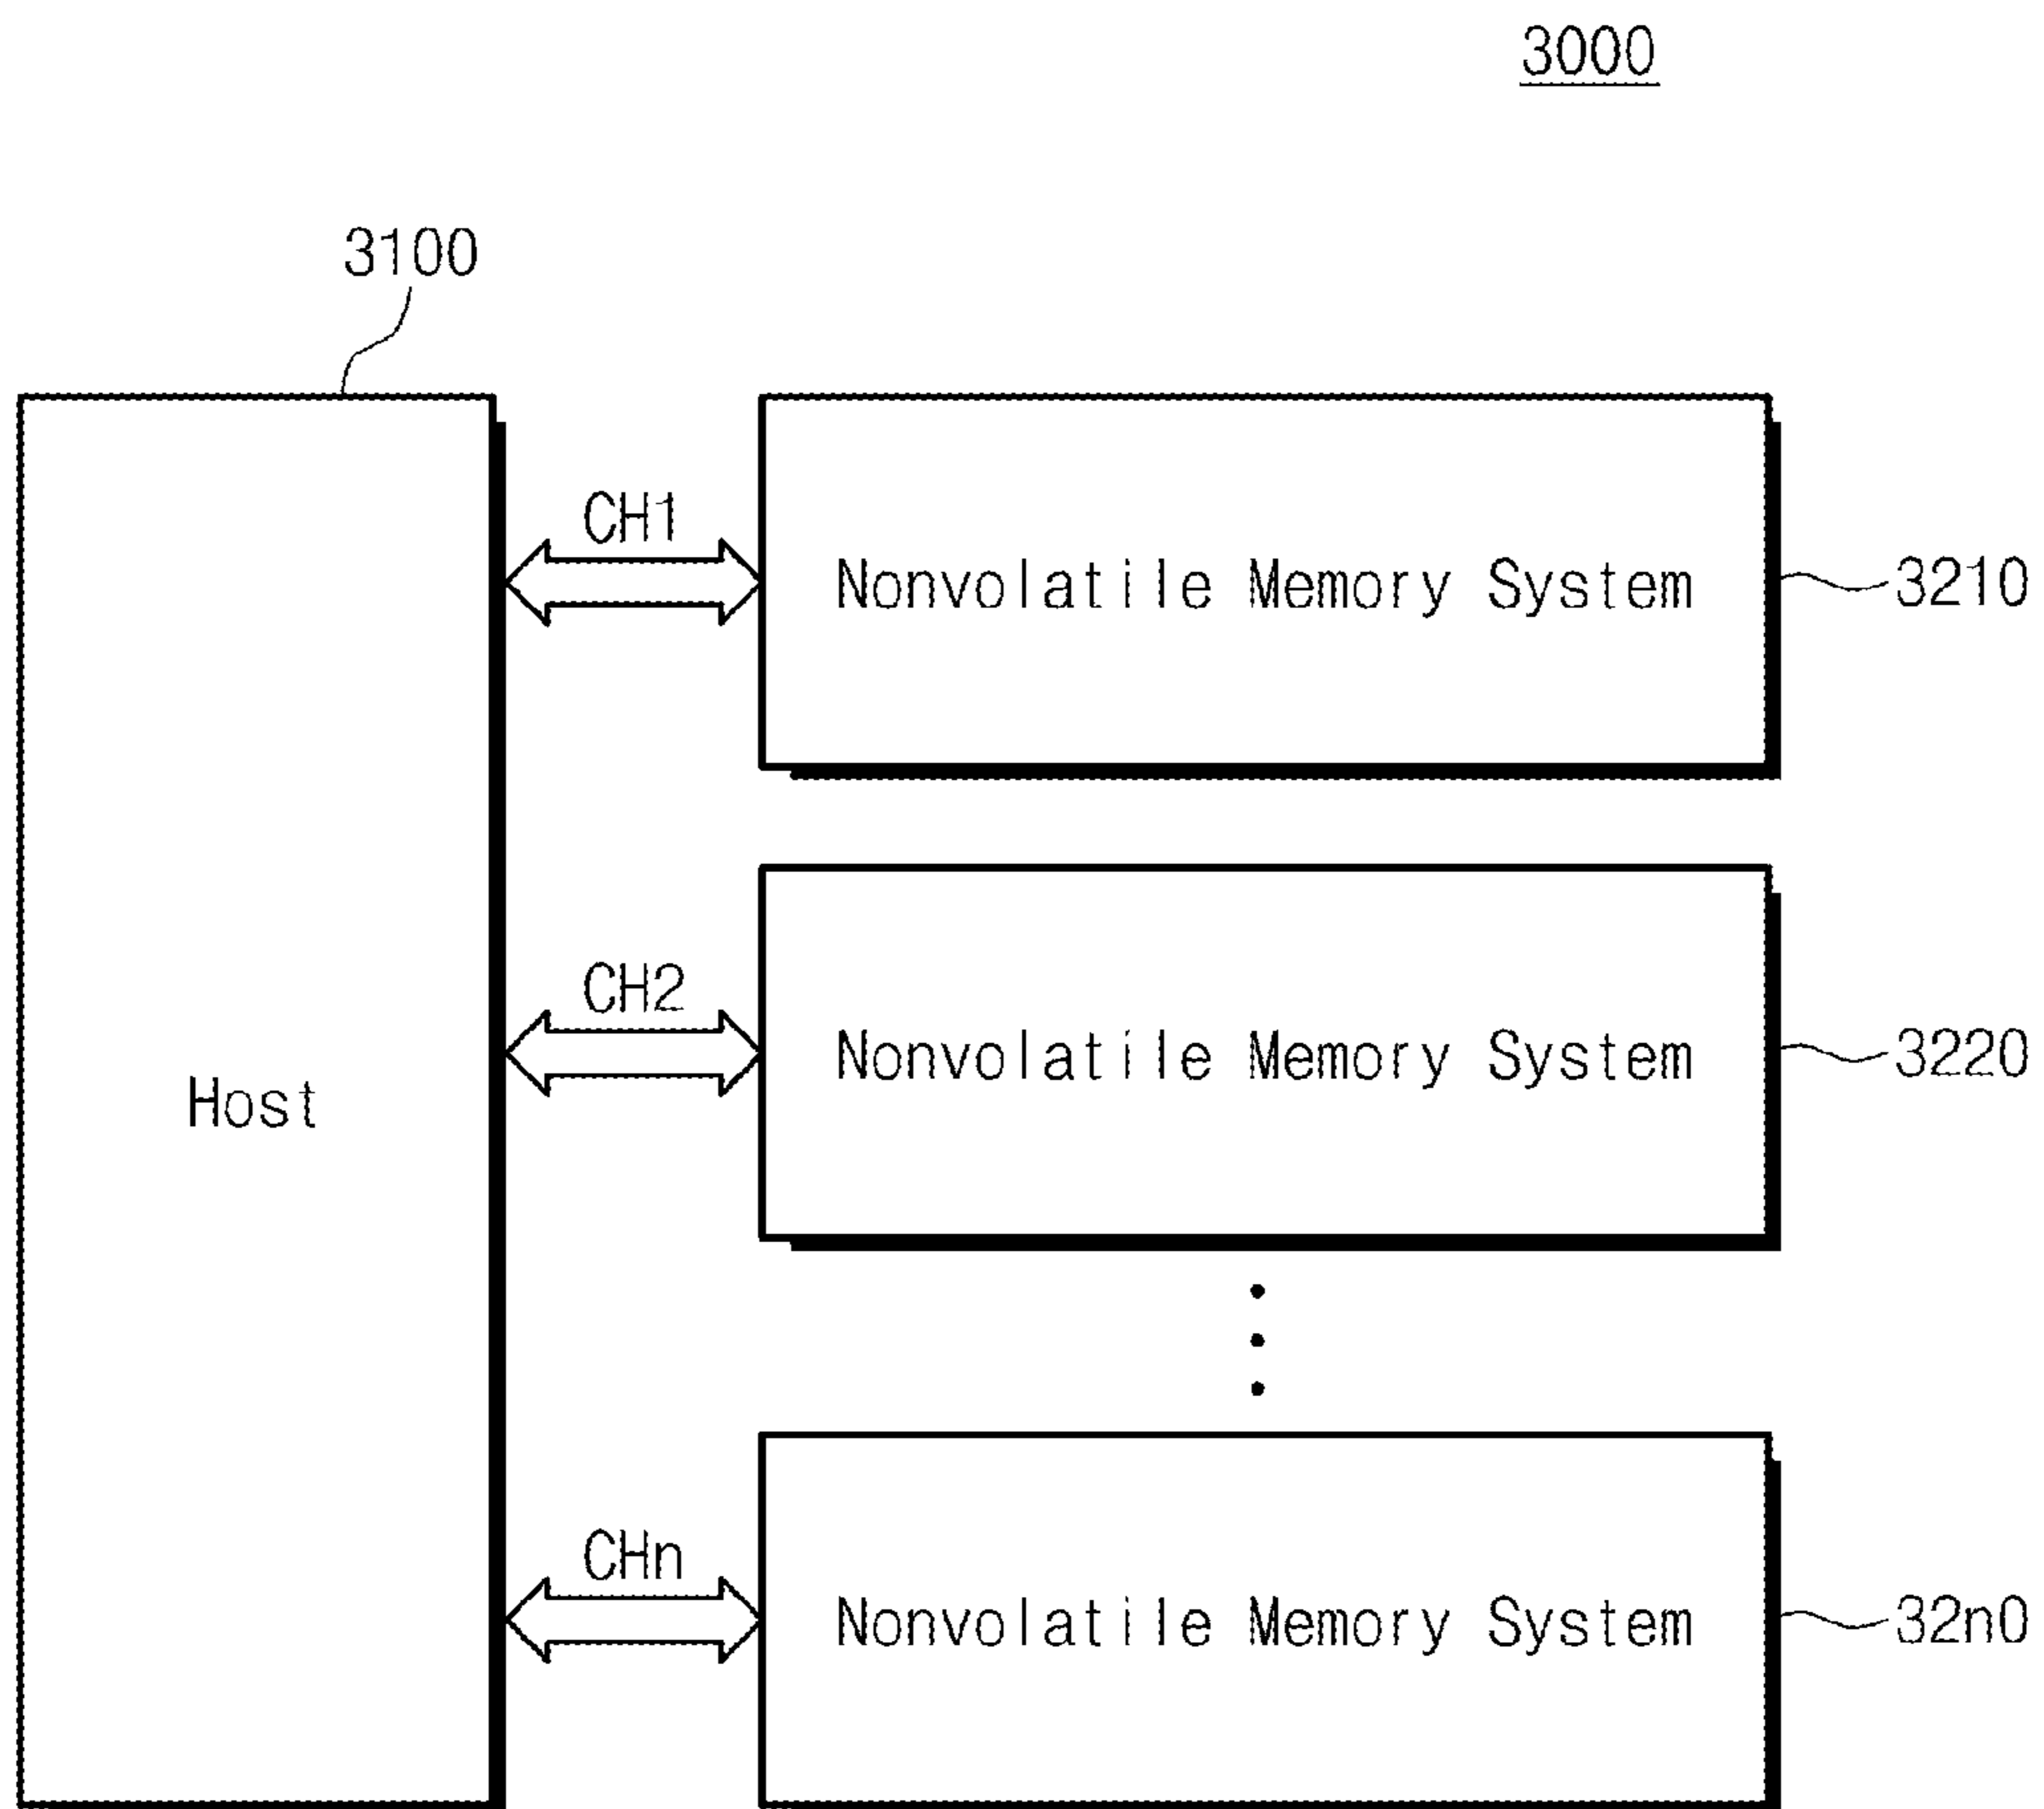 3000
3100
CH1
Nonvolatile Memory System
3210
CH2
Nonvolatile Memory System
3220
Host
CHn
Nonvolatile Memory System
32n0